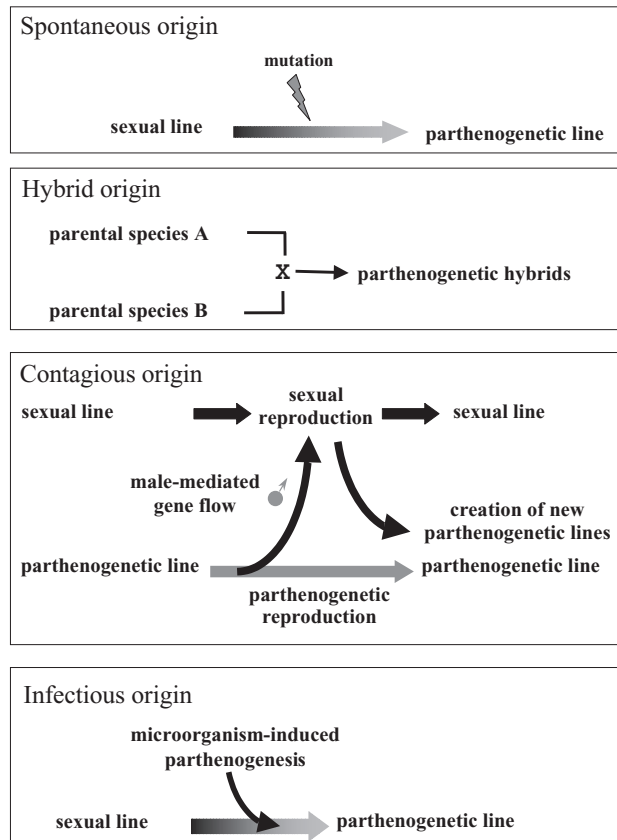 Spontaneous origin
mutation
sexual line
parthenogenetic line
Hybrid origin
parental species A
X
parthenogenetic hybrids
parental species B
Contagious origin
sexual line
sexual
reproduction
sexual line
male-mediated
gene flow
creation of new
parthenogenetic lines
parthenogenetic line
parthenogenetic line
parthenogenetic
reproduction
Infectious origin
microorganism-induced
parthenogenesis
sexual line
parthenogenetic line